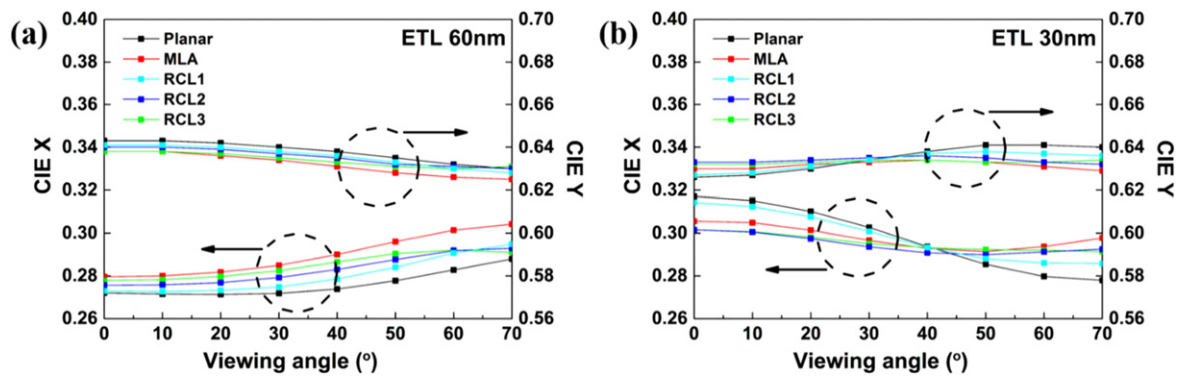 (a)
ETL 60nm
Planar
MLA
RCL1
RCL2
RCL3
CIE X
0.40
0.38
0.36
0.34
0.32
0.30
0.28
0.26
CIE Y
0.70
0.68
0.66
0.64
0.62
0.60
0.58
0.56
0 10 20 30 40 50 60 70
Viewing angle (°)
(b)
ETL 30nm
Planar
MLA
RCL1
RCL2
RCL3
CIE X
0.40
0.38
0.36
0.34
0.32
0.30
0.28
0.26
CIE Y
0.70
0.68
0.66
0.64
0.62
0.60
0.58
0.56
0 10 20 30 40 50 60 70
Viewing angle (°)